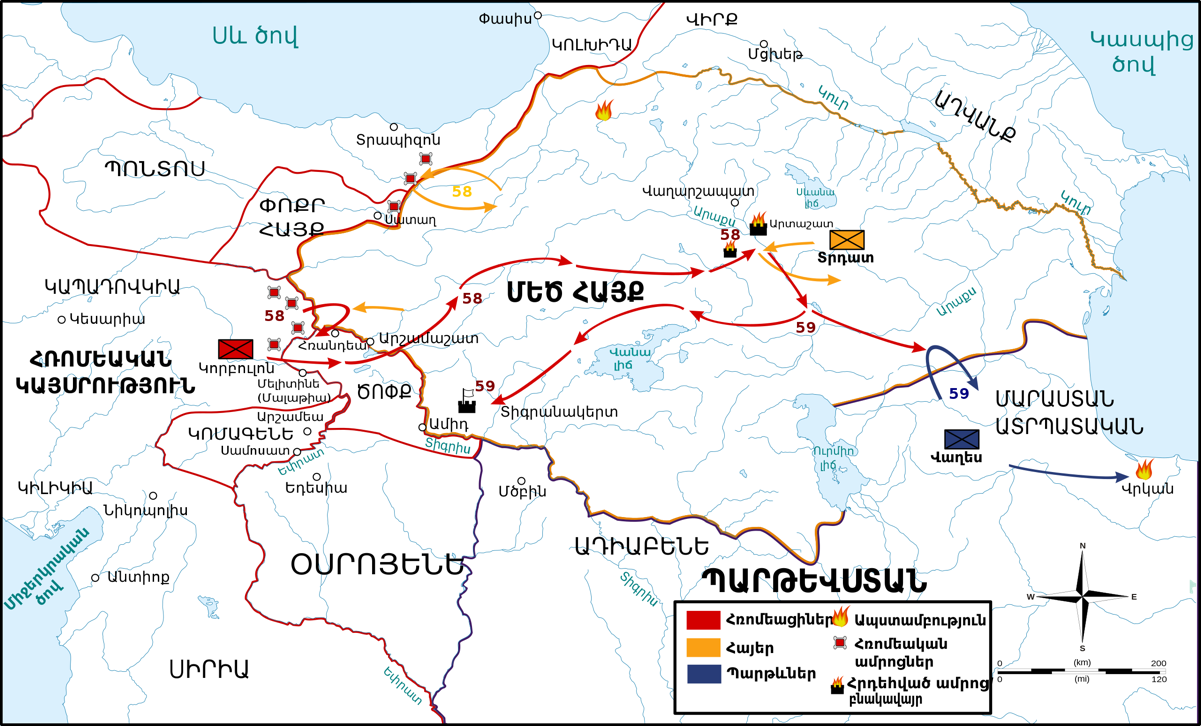 Փասիս
ՎԻՐՔ
Սև ծով
ԿՈԼԽԻԴԱ
Մցխեթ
Կասպից
ծով
Կուր
ԱՂՎԱՆՔ
Տրապիզոն
ՊՈՆՏՈՍ
58
Վաղարշապատ
Սևանա
լիճ
Կուր
ՓՈՔՐ
ՀԱՅՔ
Սատաղ
Արաքս
58
Արտաշատ
Տրդատ
ԿԱՊԱԴՈՎԿԻԱ
Կեսարիա
58
58
ՄԵԾ ՀԱՅՔ
59
Արաքս
Հռանդեա
Արշամաշատ
ՀՌՈՄԵԱԿԱՆ
ԿԱՅՍՐՈՒԹՅՈՒՆ
Կորբուլոն
Մելիտինե
(Մալաթիա)
ԾՈՓՔ
59
Վանա
լիճ
Տիգրանակերտ
59
ՄԱՐԱՍՏԱՆ
ԱՏՐՊԱՏԱԿԱՆ
Արշամեա
ԿՈՄԱԳԵՆԵ
Սամոսատ
Ամիդ
Տիգրիս
Եփրատ
Ուրմիո
լիճ
Վաղես
Վրկան
ԿԻԼԻԿԻԱ
Նիկոպոլիս
Եդեսիա
Մծբին
Միջերկրական
ծով
Անտիոք
ՕՍՐՈՅԵՆԵ
ԱԴԻԱԲԵՆԵ
Տիգրիս
ՊԱՐԹԵՎՍՏԱՆ
ՍԻՐԻԱ
Եփրատ
Հռոմեացիներ
Հայեր
Պարթևներ
Ապստամբություն
Հռոմեական
ամրոցներ
Հրդեհված ամրոց/
բնակավայր
N
W
E
S
0 (km) 200
0 (mi) 120